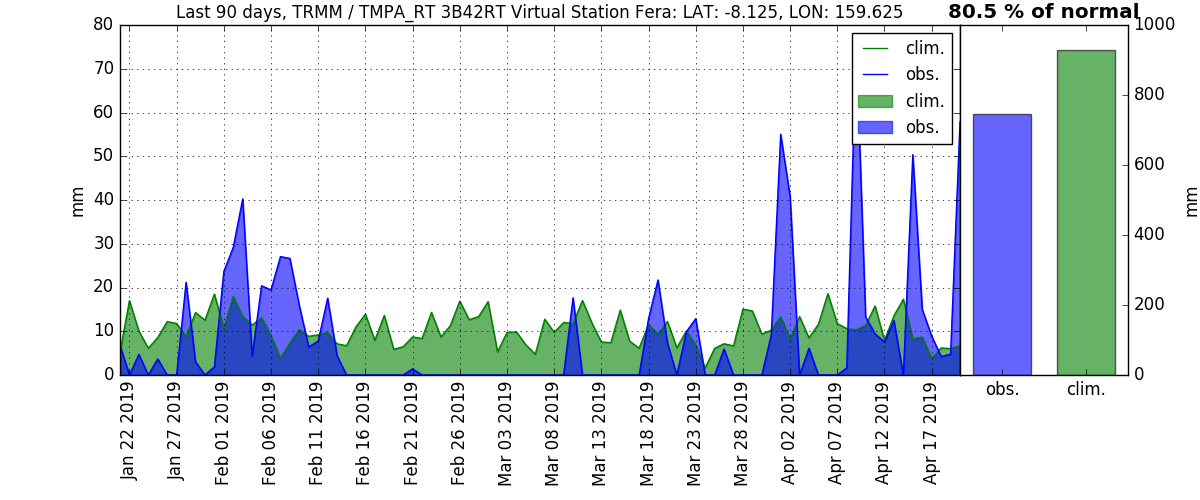 Last 90 days, TRMM / TMPA_RT 3B42RT Virtual Station Fera: LAT: -8.125, LON: 159.625
80.5 % of normal
80
70
60
50
40
30
20
10
0
mm
clim.
obs.
clim.
obs.
Jan 22 2019
Jan 27 2019
Feb 01 2019
Feb 06 2019
Feb 11 2019
Feb 16 2019
Feb 21 2019
Feb 26 2019
Mar 03 2019
Mar 08 2019
Mar 13 2019
Mar 18 2019
Mar 23 2019
Mar 28 2019
Apr 02 2019
Apr 07 2019
Apr 12 2019
Apr 17 2019
1000
800
600
400
200
0
mm
obs.
clim.